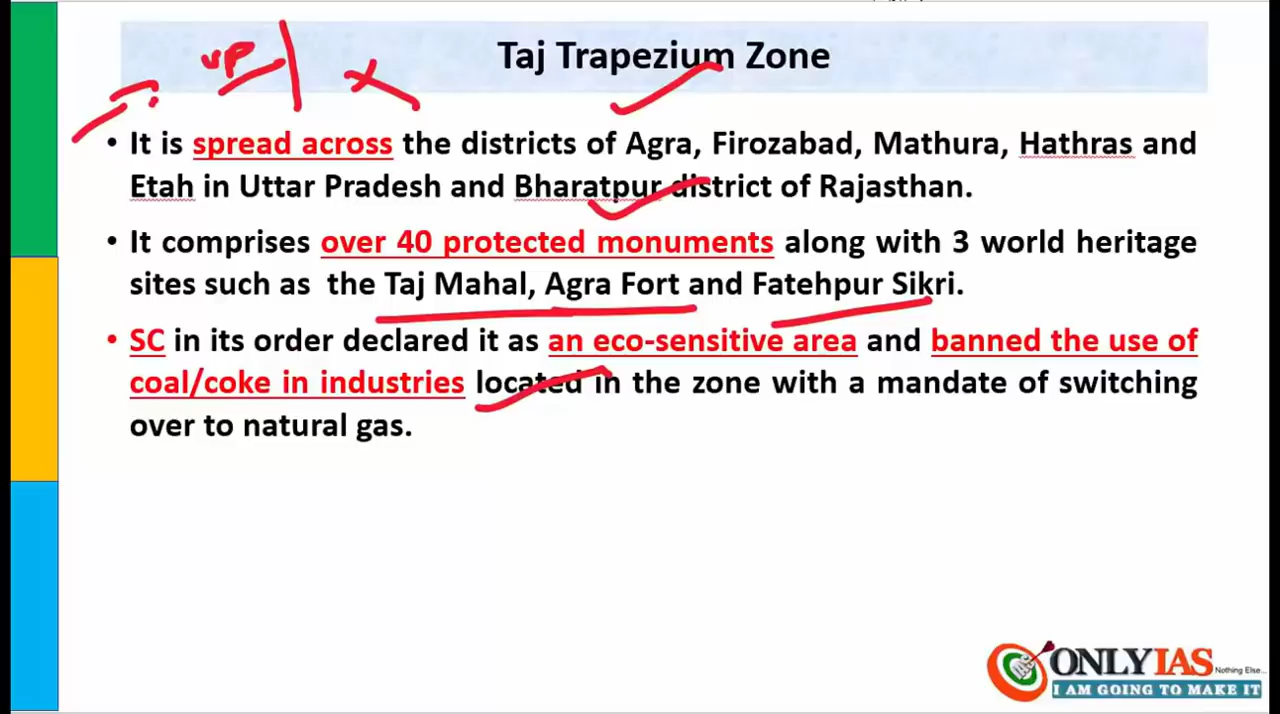 Taj Trapezium Zone
up
• It is spread across the districts of Agra, Firozabad, Mathura, Hathras and
Etah in Uttar Pradesh and Bharatpur district of Rajasthan.
• It comprises over 40 protected monuments along with 3 world heritage
sites such as the Taj Mahal, Agra Fort and Fatehpur Sikri.
• SC in its order declared it as an eco-sensitive area and banned the use of
coal/coke in industries located in the zone with a mandate of switching
over to natural gas.
ONLYIAS Nothing Else...
I AM GOING TO MAKE IT